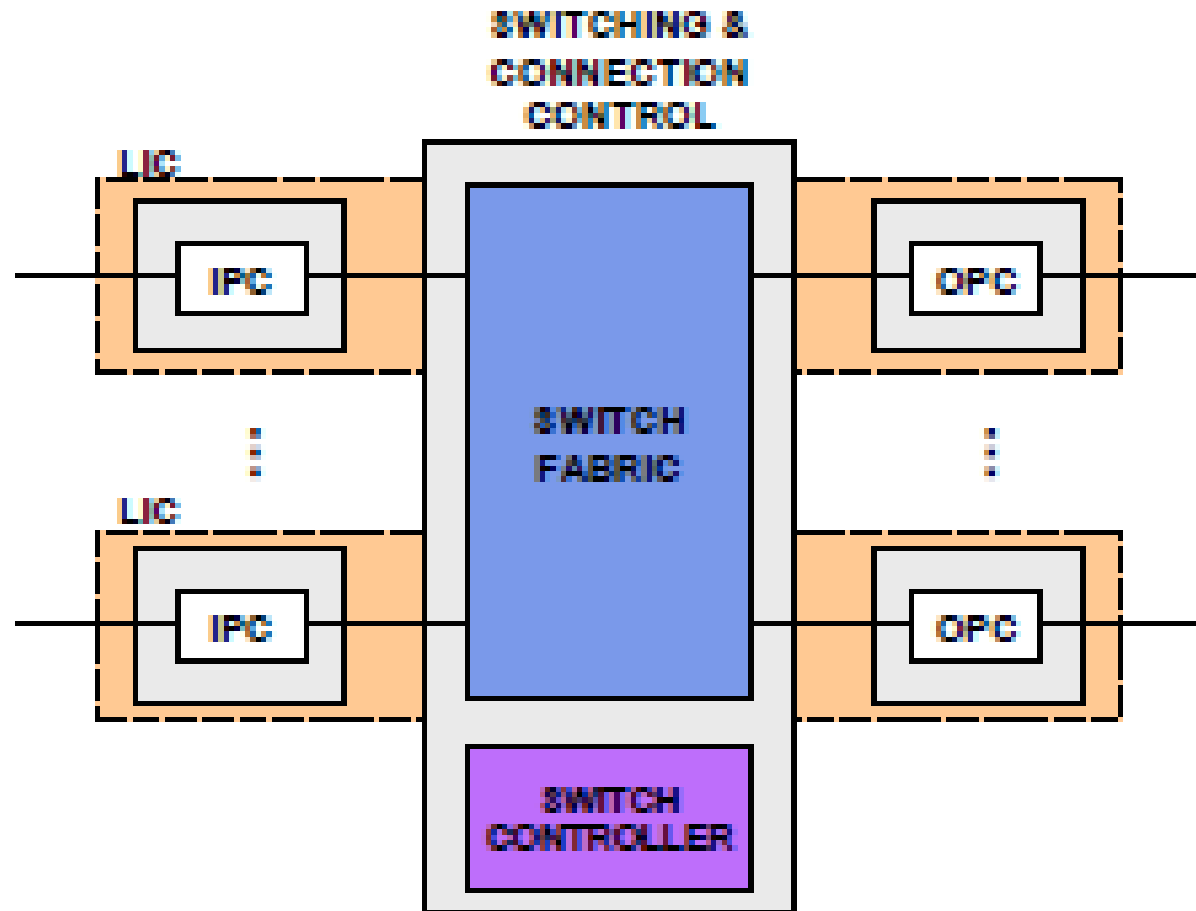 SWITCHING &
CONNECTION
CONTROL
LIC
IPC
OPC
SWITCH
FABRIC
LIC
IPC
OPC
SWITCH
CONTROLLER